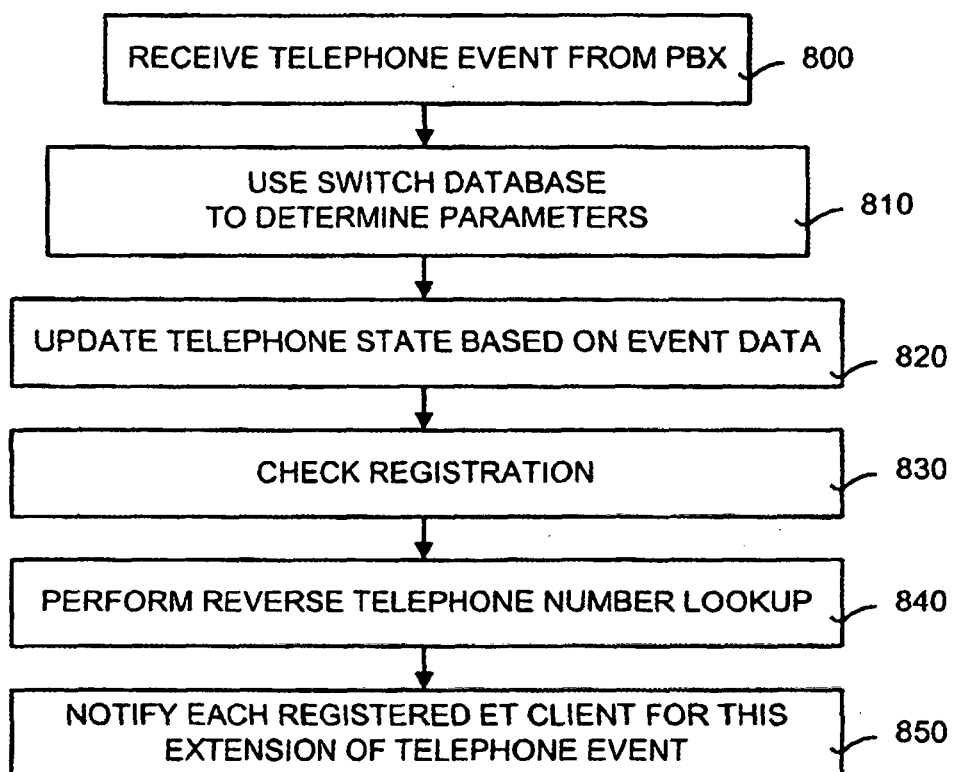 RECEIVE TELEPHONE EVENT FROM PBX 800
USE SWITCH DATABASE
TO DETERMINE PARAMETERS 810
UPDATE TELEPHONE STATE BASED ON EVENT DATA 820
CHECK REGISTRATION 830
PERFORM REVERSE TELEPHONE NUMBER LOOKUP 840
NOTIFY EACH REGISTERED ET CLIENT FOR THIS
EXTENSION OF TELEPHONE EVENT 850